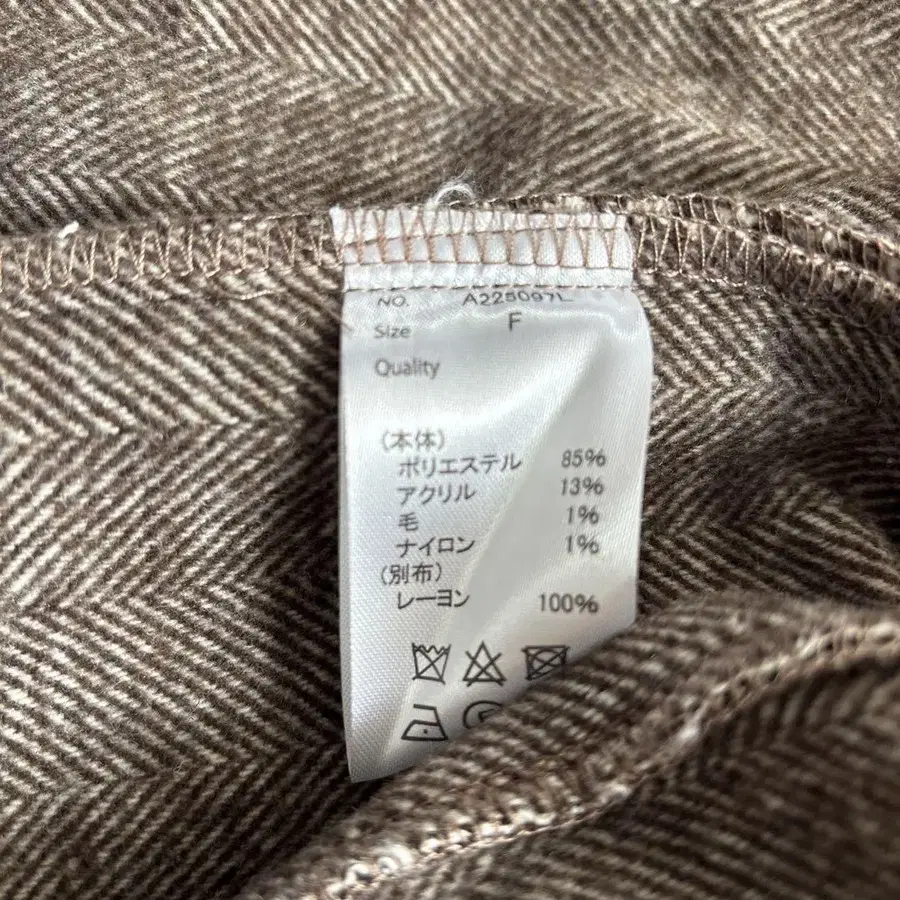 NO. A225097L
Size F
Quality
(本体)
ポリエステル 85%
アクリル 13%
毛 1%
ナイロン 1%
(別布)
レーヨン 100%